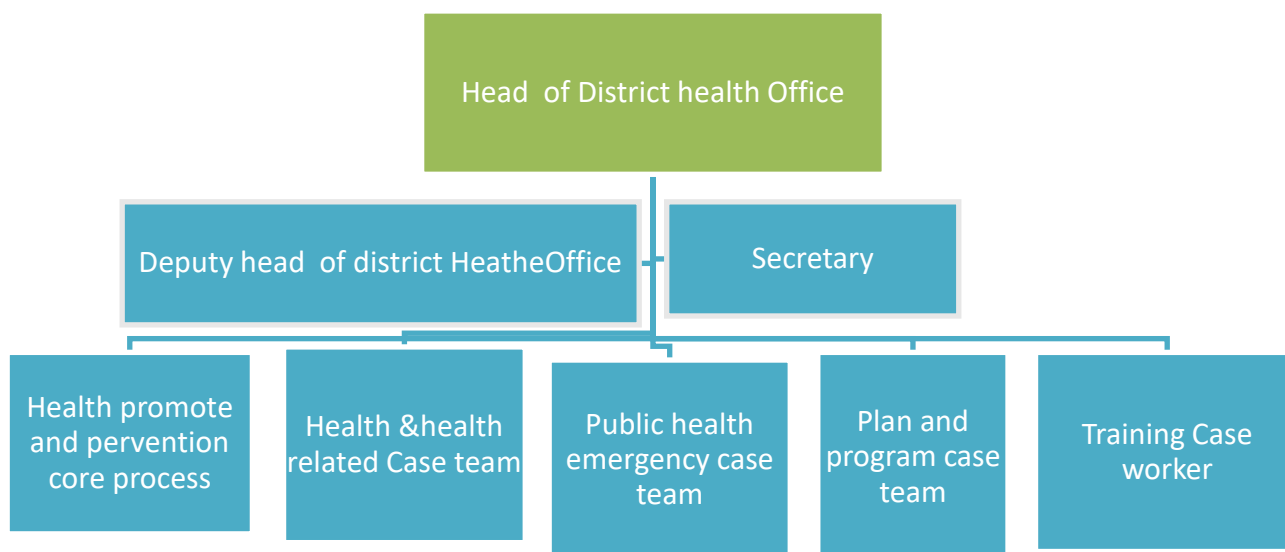 Head  of District health Office
Deputy head  of district HeatheOffice
Secretary
Health promote
and pervention
core process
Health &health
related Case team
Public health
emergency case
team
Plan and
program case
team
Training Case
worker